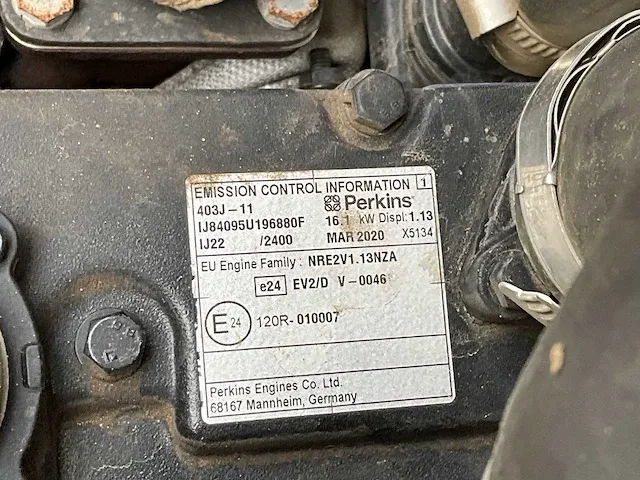 EMISSION CONTROL INFORMATION 1
403J-11 Perkins
IJ84095U196880F 16.1 kW Displ: 1.13
IJ22 /2400 MAR 2020 X5134
EU Engine Family: NRE2V1.13NZA
e24 EV2/D V-0046
E 24 120R-010007
Perkins Engines Co. Ltd.
68167 Mannheim, Germany